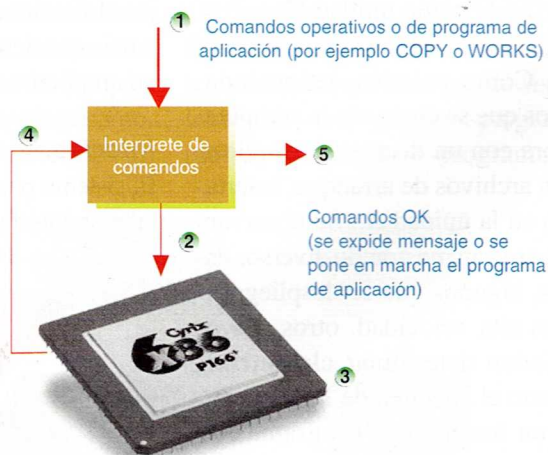 1
Comandos operativos o de programa de
aplicación (por ejemplo COPY o WORKS)
4
Interprete de
comandos
5
2
Comandos OK
(se expide mensaje o se
pone en marcha el programa
de aplicación)
Cyrix
6x86
P166+
3